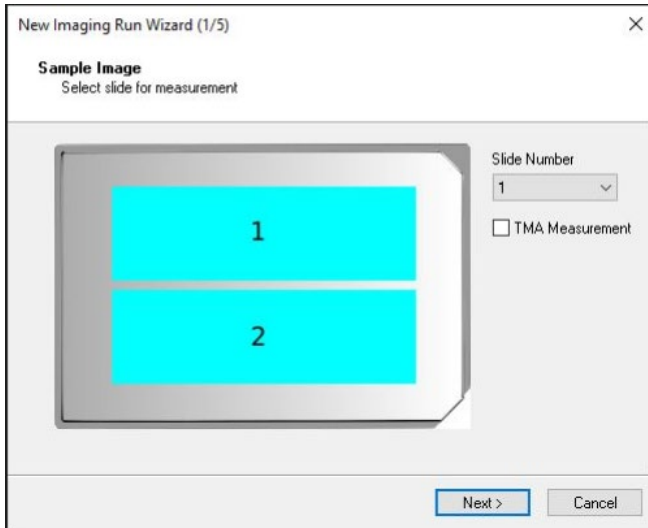 New Imaging Run Wizard (1/5)
Sample Image
Select slide for measurement
Slide Number
1
TMA Measurement
1
2
Next >
Cancel